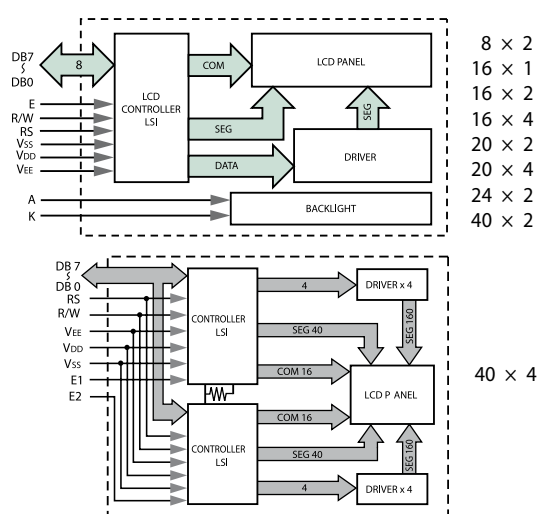 DB7
DB0
8
LCD
CONTROLLER
LSI
COM
LCD PANEL
SEG
SEG
DATA
DRIVER
E
R/W
RS
VSS
VDD
VEE
A
K
BACKLIGHT
8 × 2
16 × 1
16 × 2
16 × 4
20 × 2
20 × 4
24 × 2
40 × 2
DB 7
DB 0
RS
R/W
VEE
VDD
VSS
E1
E2
CONTROLLER
LSI
4
DRIVER x 4
SEG 40
SEG 160
COM 16
LCD P ANEL
CONTROLLER
LSI
COM 16
SEG 40
SEG 160
4
DRIVER x 4
40 × 4